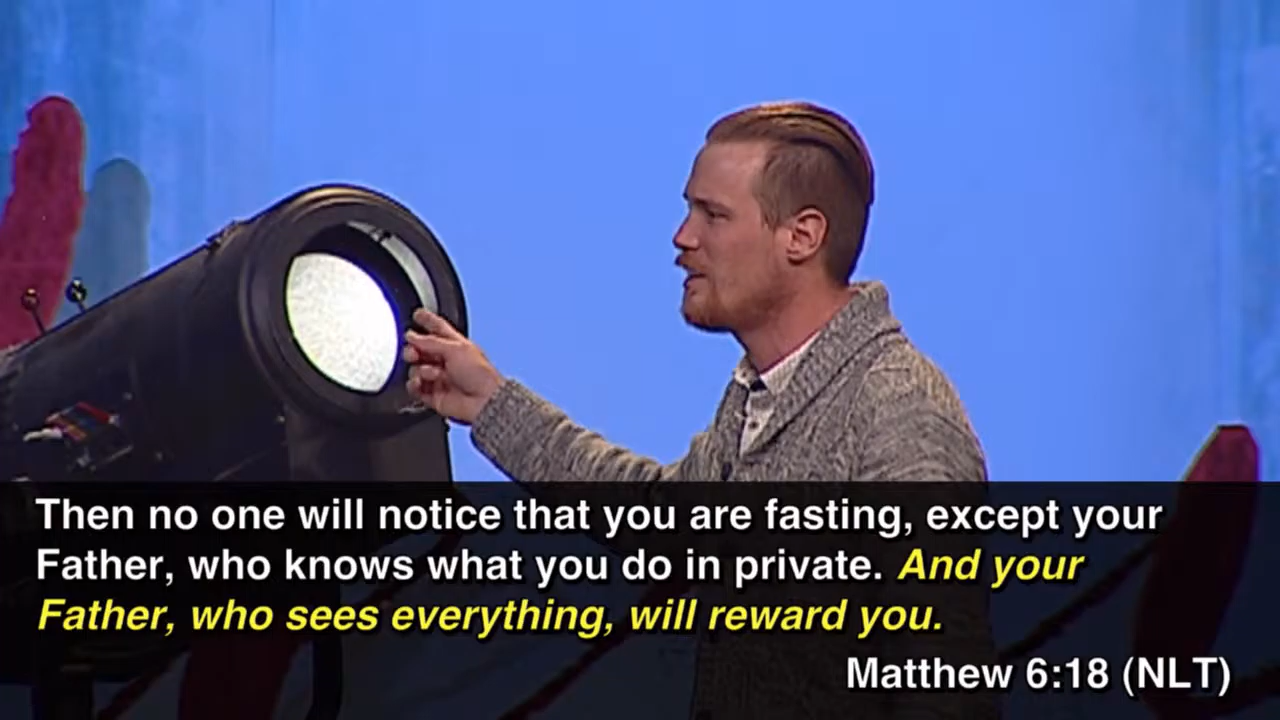 Then no one will notice that you are fasting, except your
Father, who knows what you do in private. And your
Father, who sees everything, will reward you.
Matthew 6:18 (NLT)